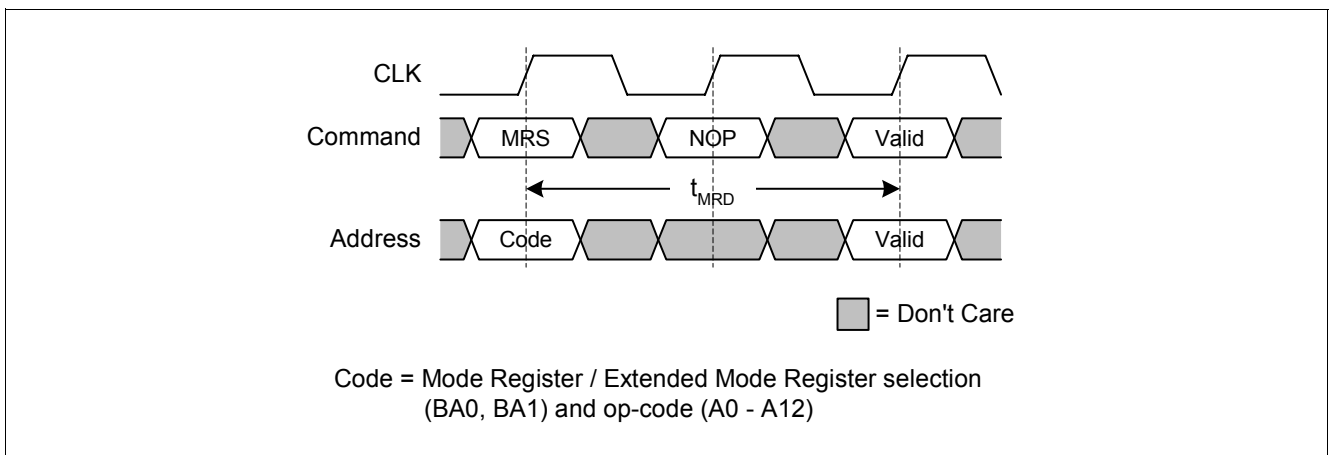 CLK
Command MRS NOP Valid
tMRD
Address Code Valid
= Don't Care
Code = Mode Register / Extended Mode Register selection
(BA0, BA1) and op-code (A0 - A12)